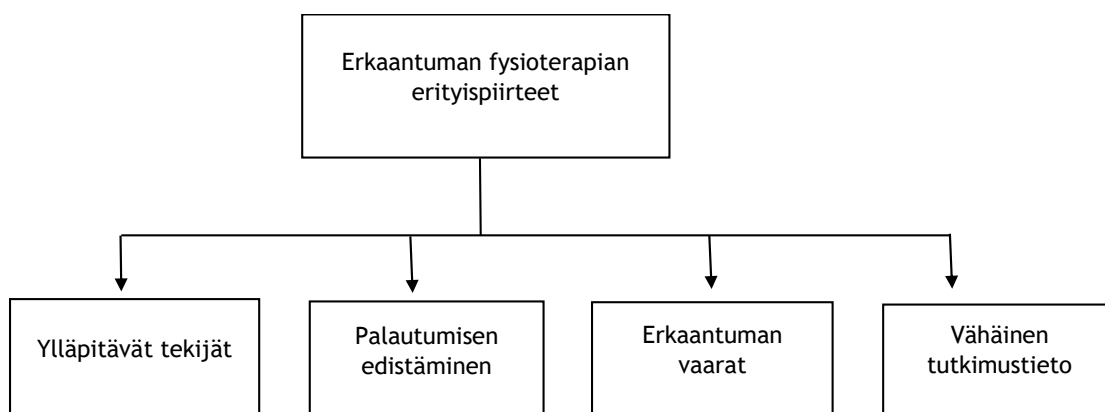 Erkaantuman fysioterapian
erityispiirteet
Ylläpitävät tekijät
Palautumisen
edistäminen
Erkaantuman
vaarat
Vähäinen
tutkimustieto